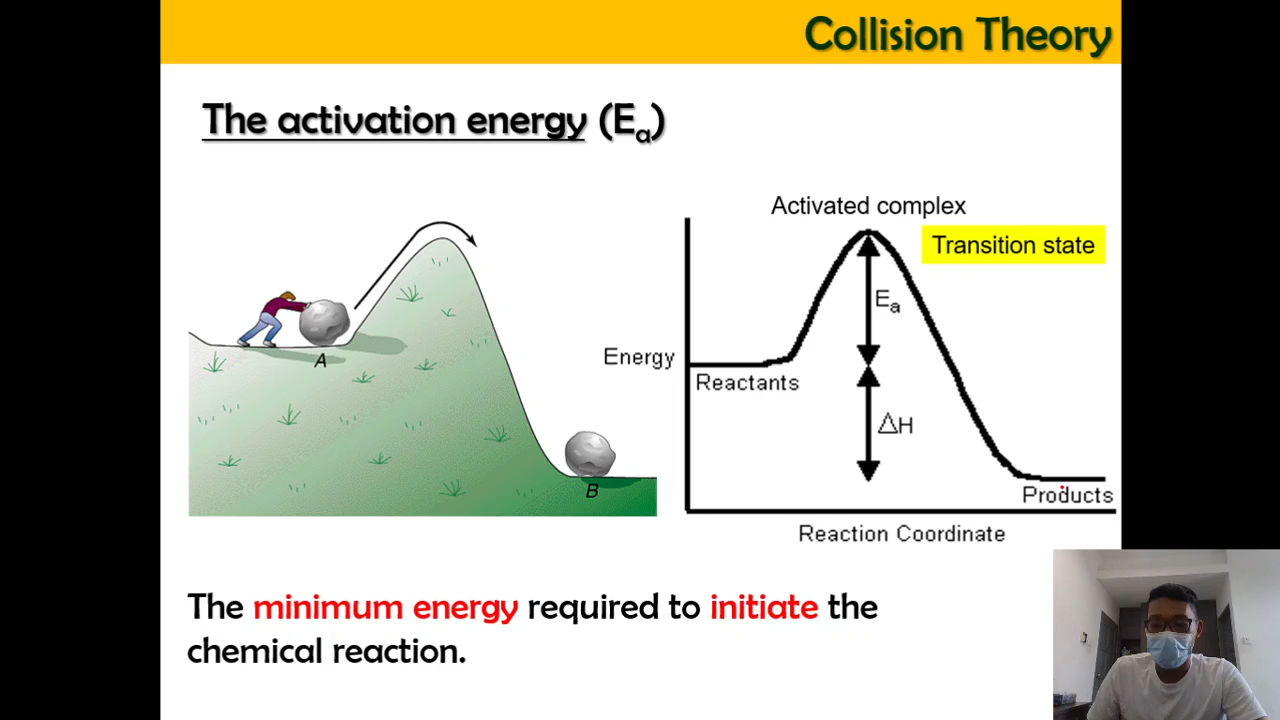 Collision Theory
The activation energy (Ea)
Activated complex
Transition state
Ea
A
Energy
Reactants
ΔH
B
Products
Reaction Coordinate
The minimum energy required to initiate the
chemical reaction.